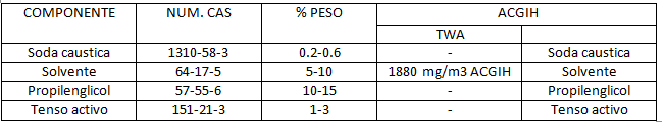 COMPONENTE NUM. CAS % PESO ACGIH
TWA
Soda caustica 1310-58-3 0.2-0.6 - Soda caustica
Solvente 64-17-5 5-10 1880 mg/m3 ACGIH Solvente
Propilenglicol 57-55-6 10-15 - Propilenglicol
Tenso activo 151-21-3 1-3 - Tenso activo